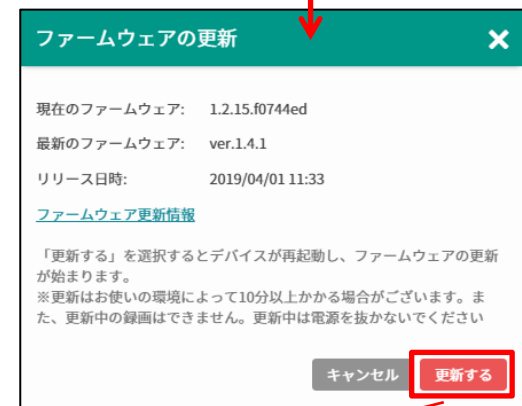 ファームウェアの更新
現在のファームウェア: 1.2.15.f0744ed
最新のファームウェア: ver.1.4.1
リリース日時: 2019/04/01 11:33
ファームウェア更新情報
「更新する」を選択するとデバイスが再起動し、ファームウェアの更新
が始まります。
※更新はお使いの環境によって10分以上かかる場合がございます。ま
た、更新中の録画はできません。更新中は電源を抜かないでください
キャンセル 更新する